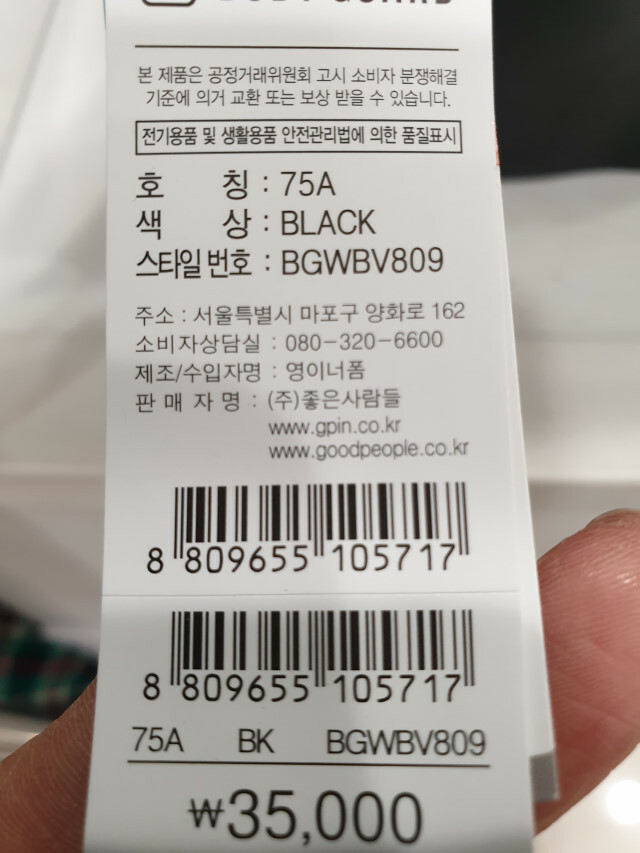 본 제품은 공정거래위원회 고시 소비자 분쟁해결
기준에 의거 교환 또는 보상 받을 수 있습니다.
전기용품 및 생활용품 안전관리법에 의한 품질표시
호 칭 : 75A
색 상 : BLACK
스타일 번호 : BGWBV809
주소 : 서울특별시 마포구 양화로 162
소비자상담실 : 080-320-6600
제조/수입자명 : 영이너폼
판 매 자 명 : (주)좋은사람들
www.gpin.co.kr
www.goodpeople.co.kr
8 809655 105717
8 809655 105717
75A BK BGWBV809
₩35,000